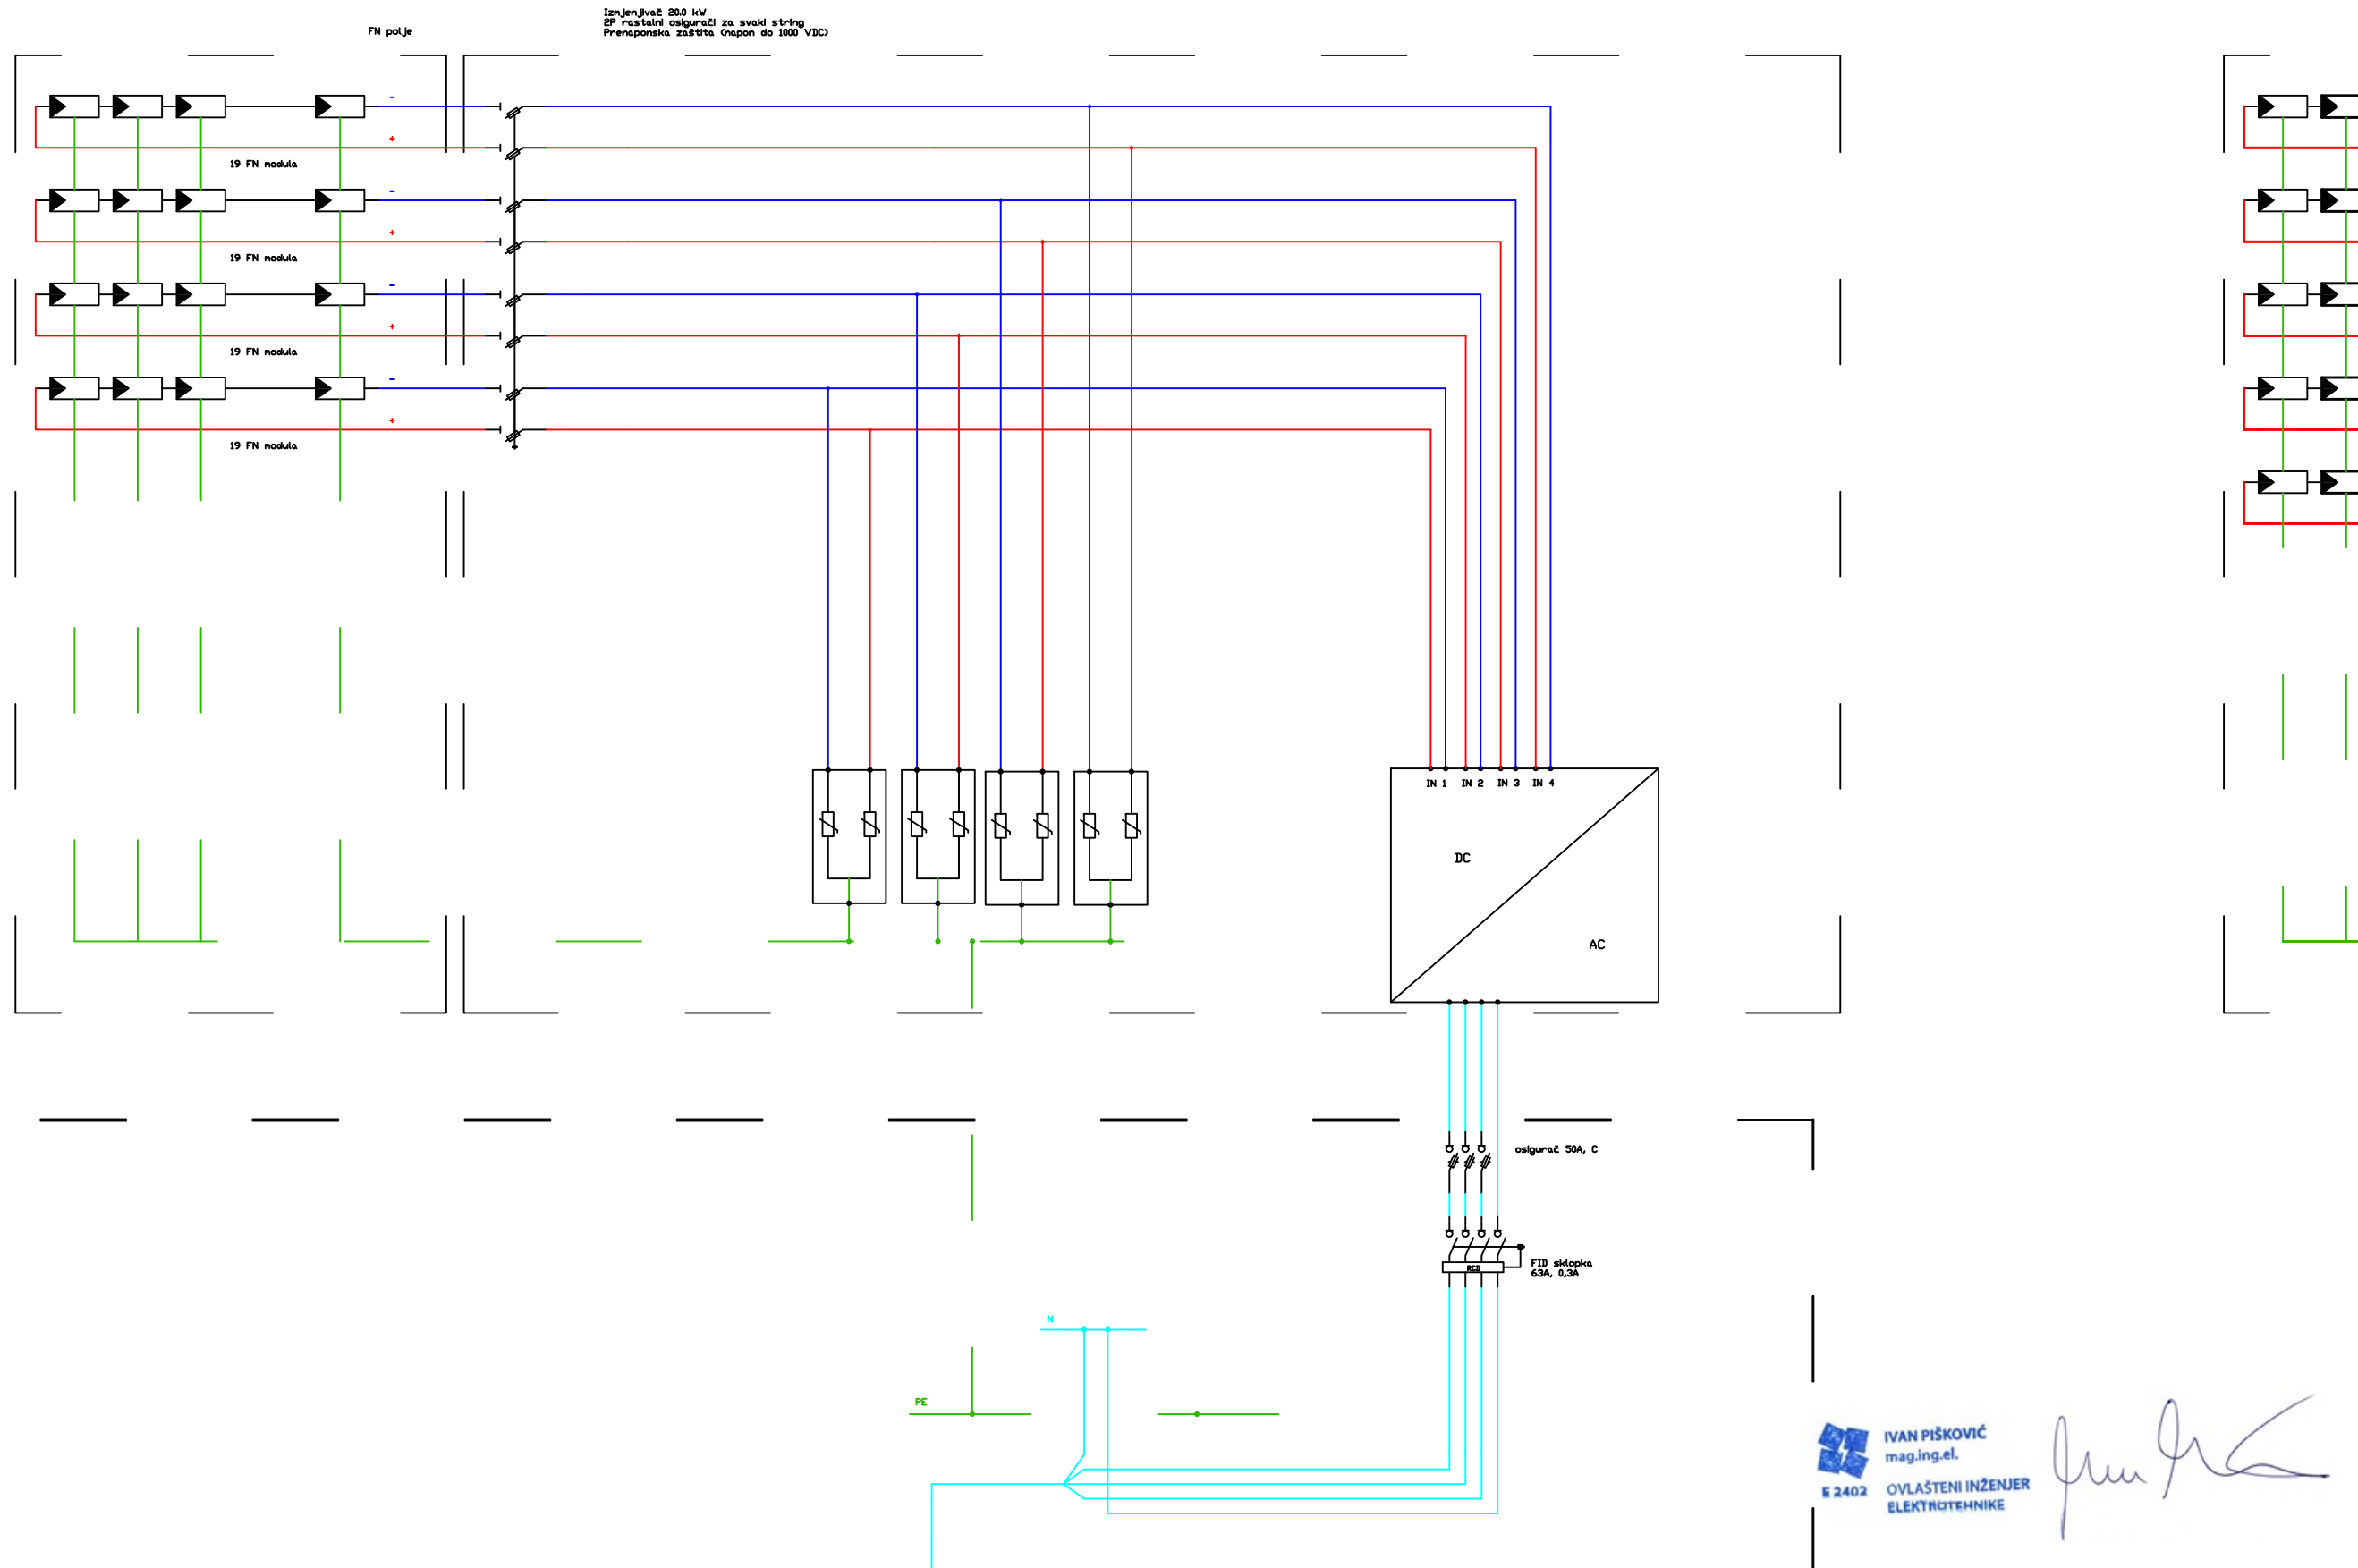 Izmjenjivač 20.0 kW
2P rastalni osigurači za svaki string
Prenaponska zaštita (napon do 1000 VDC)
FN polje
-
+
19 FN modula
-
+
19 FN modula
-
+
19 FN modula
-
+
19 FN modula
IN 1 IN 2 IN 3 IN 4
DC
AC
osigurač 50A, C
RCD
FID sklopka
63A, 0,3A
N
PE
IVAN PIŠKOVIĆ
mag.ing.el.
E 2402 OVLAŠTENI INŽENJER
ELEKTROTEHNIKE